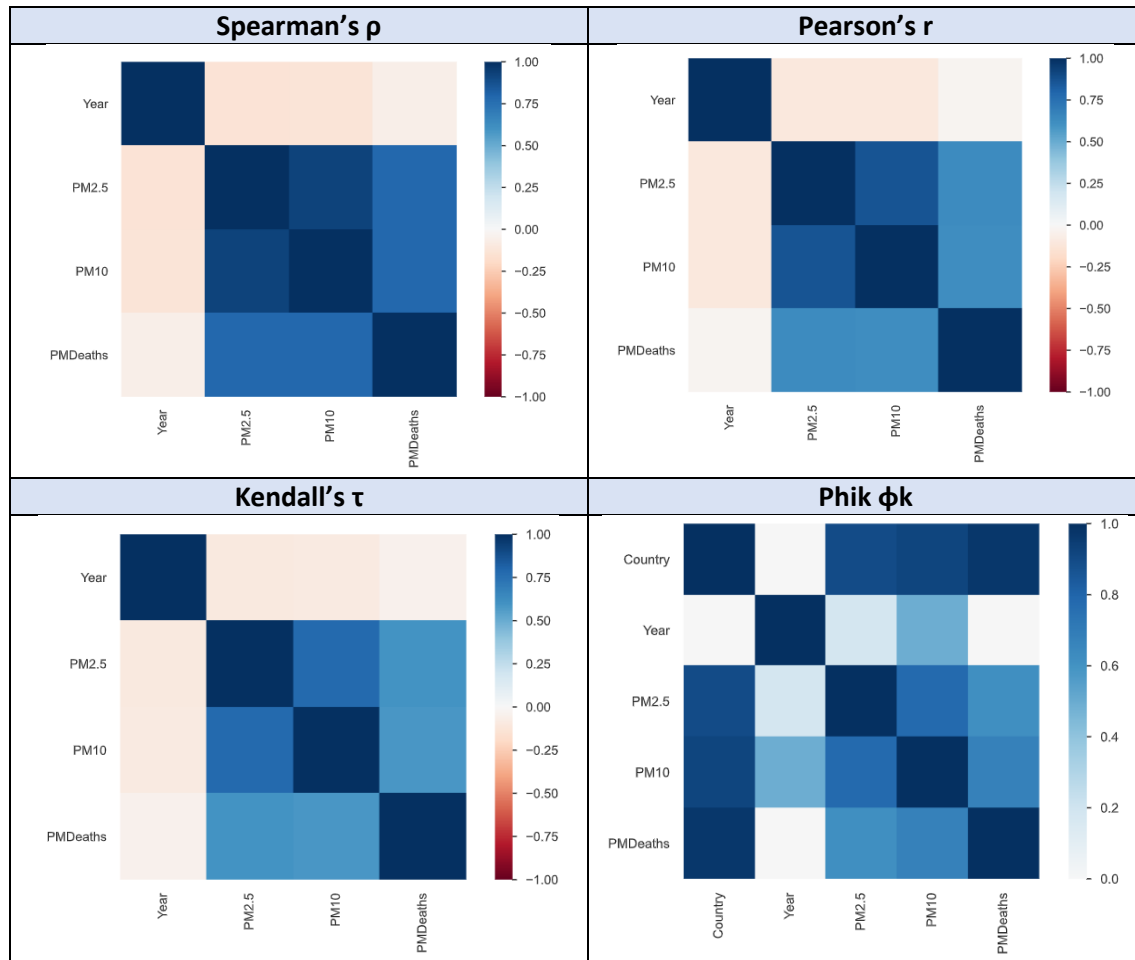 Spearman's ρ
Year
PM2.5
PM10
PMDeaths
Year
PM2.5
PM10
PMDeaths
1.00
0.75
0.50
0.25
0.00
−0.25
−0.50
−0.75
−1.00
Pearson's r
Year
PM2.5
PM10
PMDeaths
Year
PM2.5
PM10
PMDeaths
1.00
0.75
0.50
0.25
0.00
−0.25
−0.50
−0.75
−1.00
Kendall's τ
Year
PM2.5
PM10
PMDeaths
Year
PM2.5
PM10
PMDeaths
1.00
0.75
0.50
0.25
0.00
−0.25
−0.50
−0.75
−1.00
Phik ϕk
Country
Year
PM2.5
PM10
PMDeaths
Country
Year
PM2.5
PM10
PMDeaths
1.0
0.8
0.6
0.4
0.2
0.0